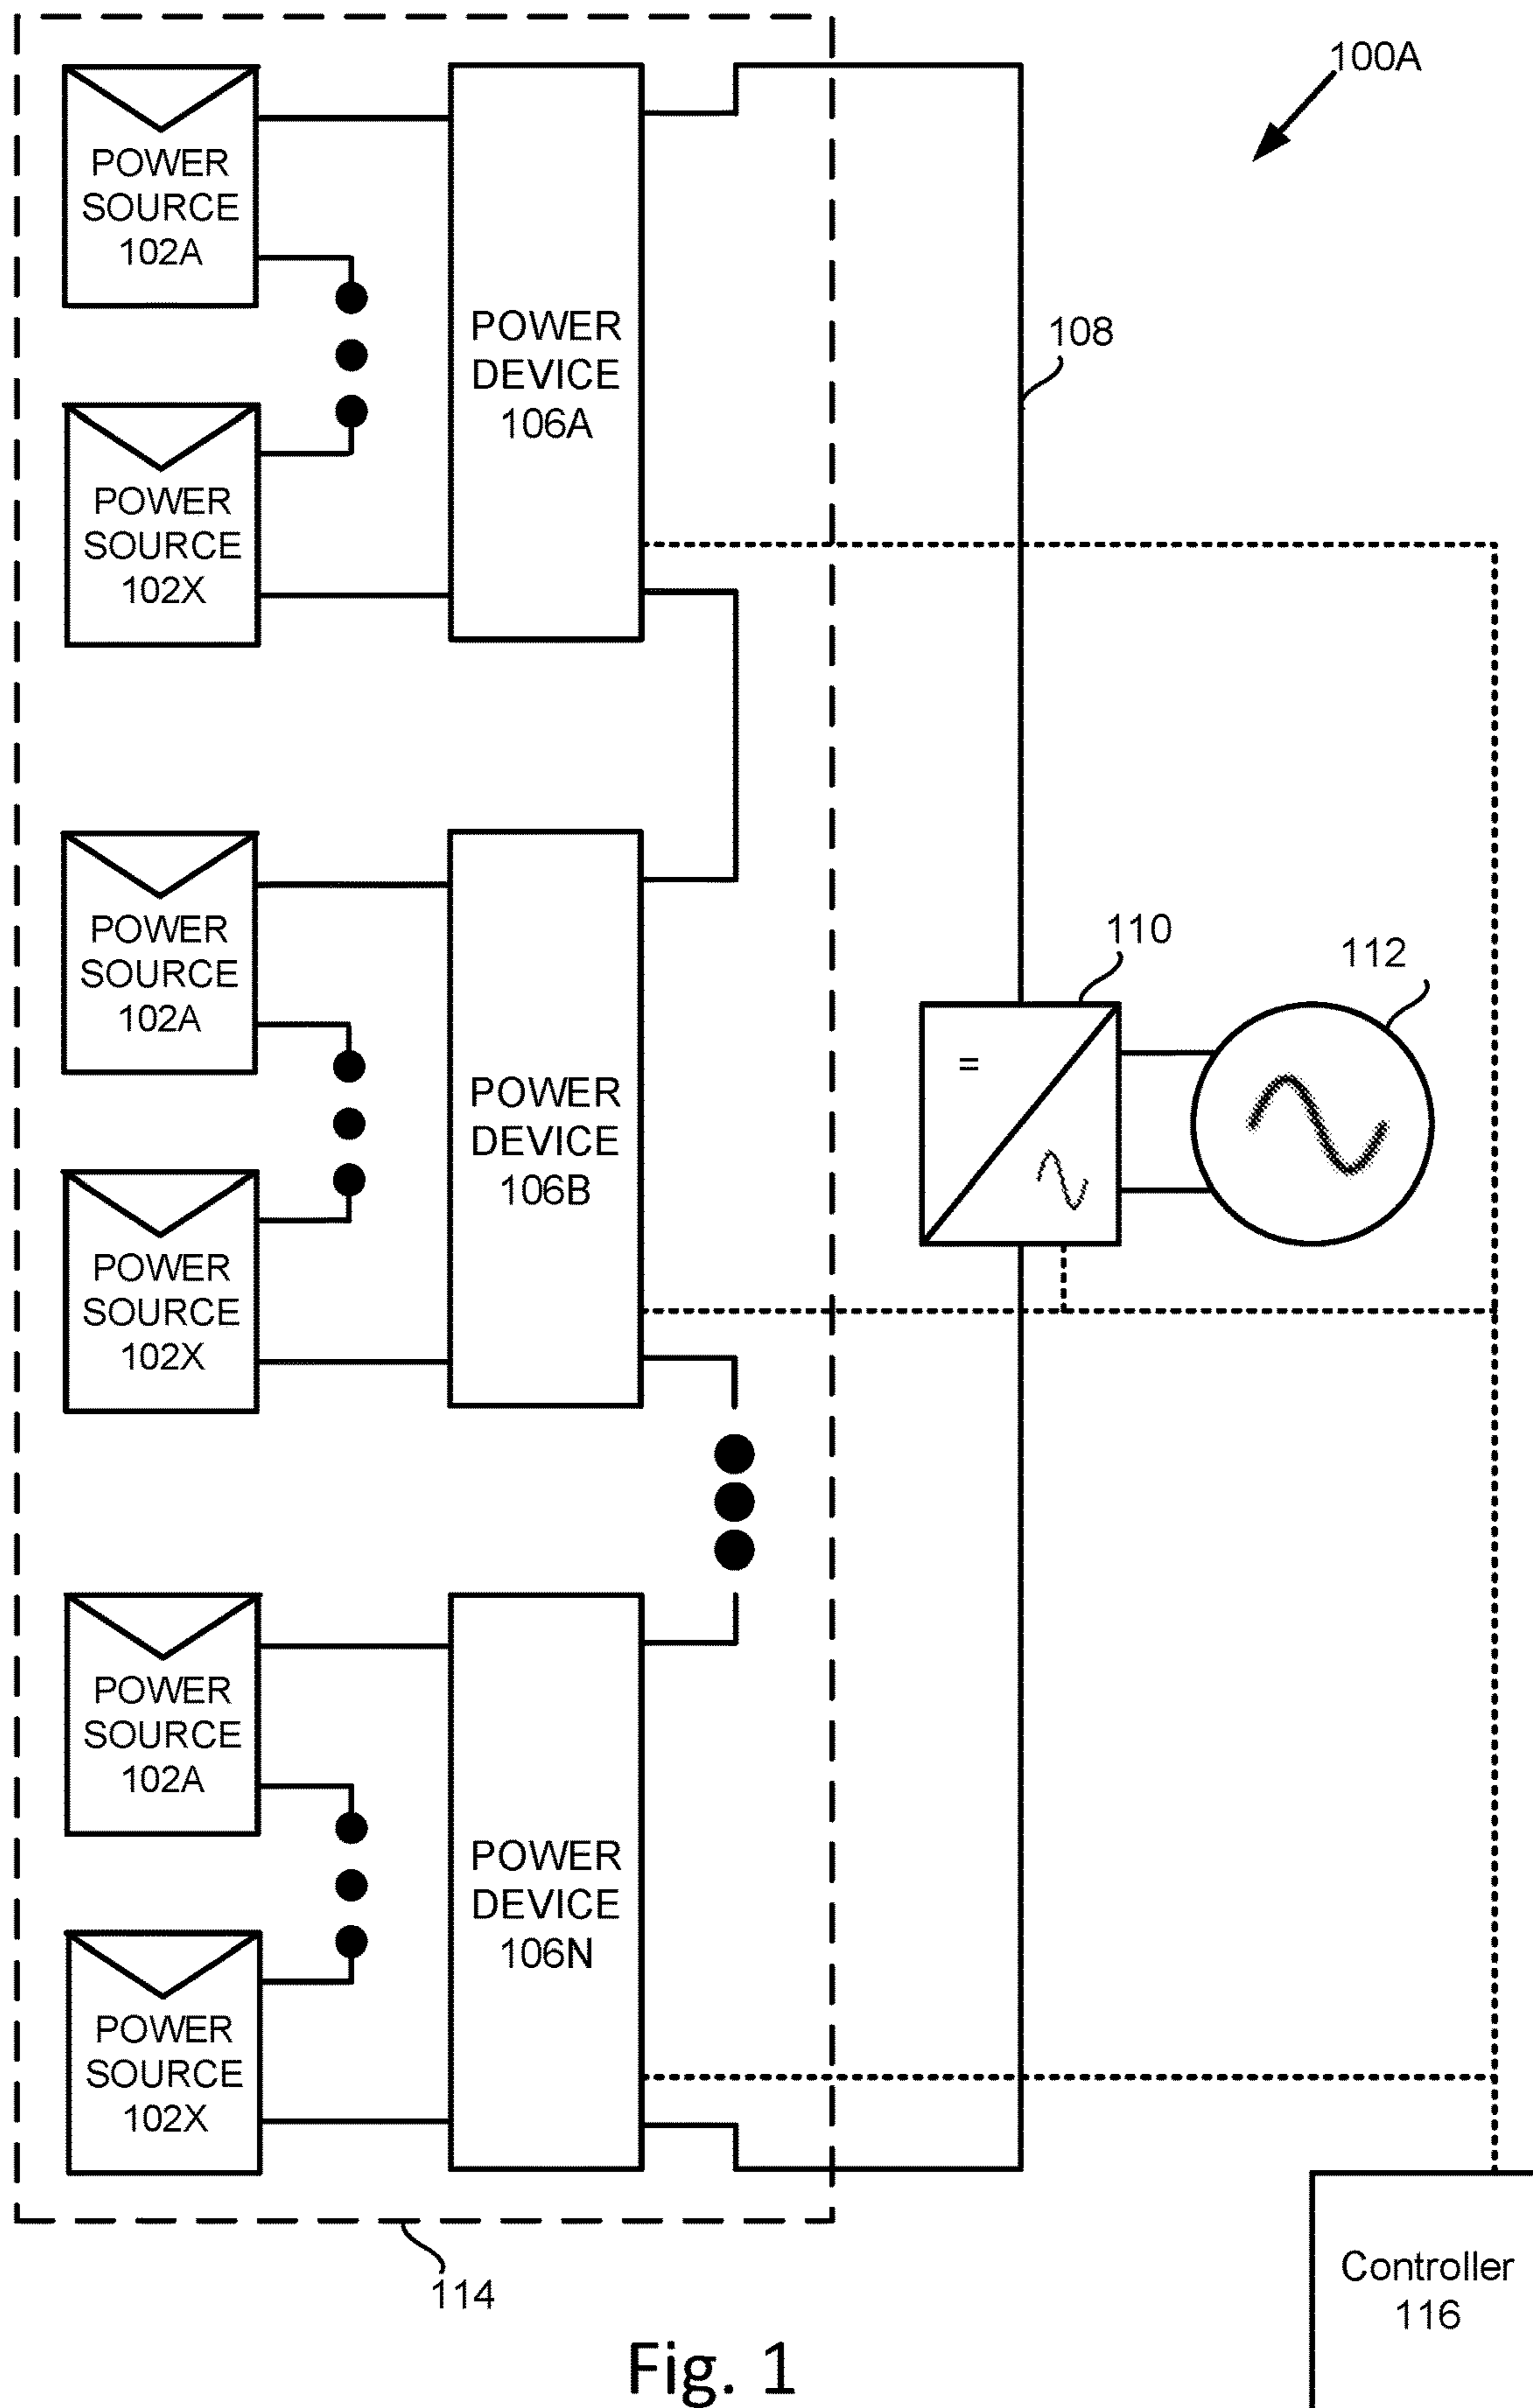 100A
POWER
SOURCE
102A
POWER
DEVICE
106A
108
POWER
SOURCE
102X
POWER
SOURCE
102A
110
112
=
POWER
DEVICE
106B
POWER
SOURCE
102X
POWER
SOURCE
102A
POWER
DEVICE
106N
POWER
SOURCE
102X
114
Controller
116
Fig. 1